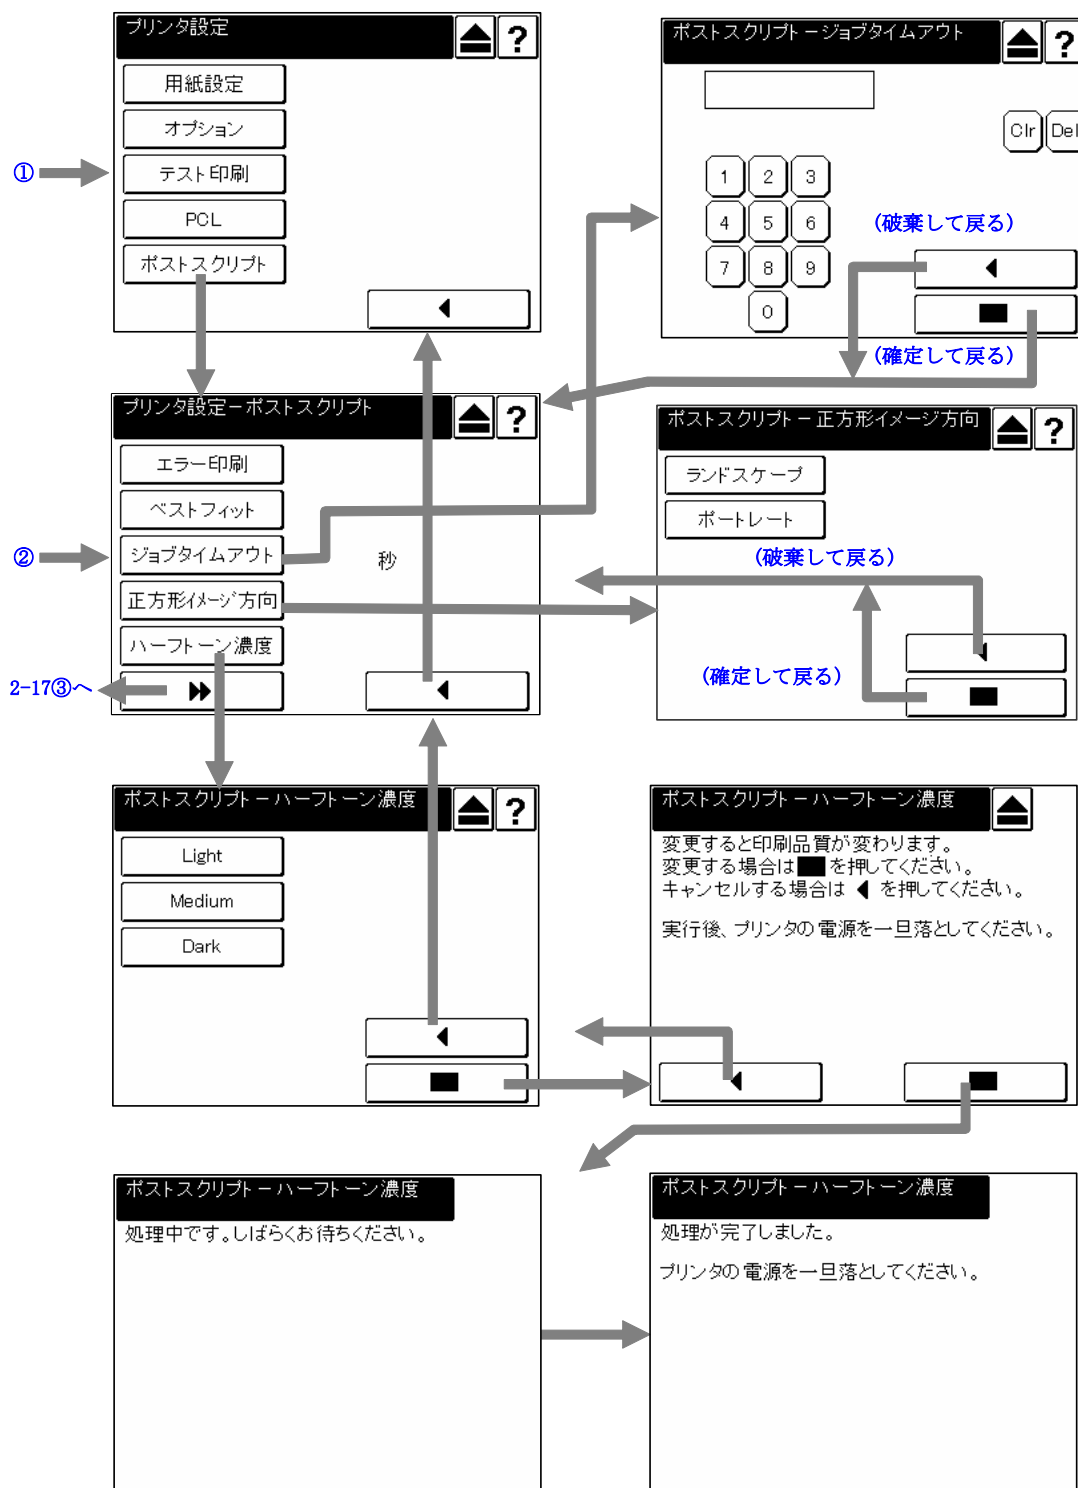 プリンタ設定
?
用紙設定
オプション
①
テスト印刷
PCL
ポストスクリプト
ポストスクリプトージョブタイムアウト
?
Clr Del
1 2 3
4 5 6
7 8 9
0
(破棄して戻る)
(確定して戻る)
プリンタ設定ーポストスクリプト
?
エラー印刷
ベストフィット
②
ジョブタイムアウト
秒
正方形イメージ方向
ハーフトーン濃度
2-17③へ
ポストスクリプトー正方形イメージ方向
?
ランドスケープ
ポートレート
(破棄して戻る)
(確定して戻る)
ポストスクリプトーハーフトーン濃度
?
Light
Medium
Dark
ポストスクリプトーハーフトーン濃度
変更すると印刷品質が変わります。
変更する場合は■を押してください。
キャンセルする場合は ◀ を押してください。
実行後、プリンタの電源を一旦落としてください。
ポストスクリプトーハーフトーン濃度
処理中です。しばらくお待ちください。
ポストスクリプトーハーフトーン濃度
処理が完了しました。
プリンタの電源を一旦落としてください。